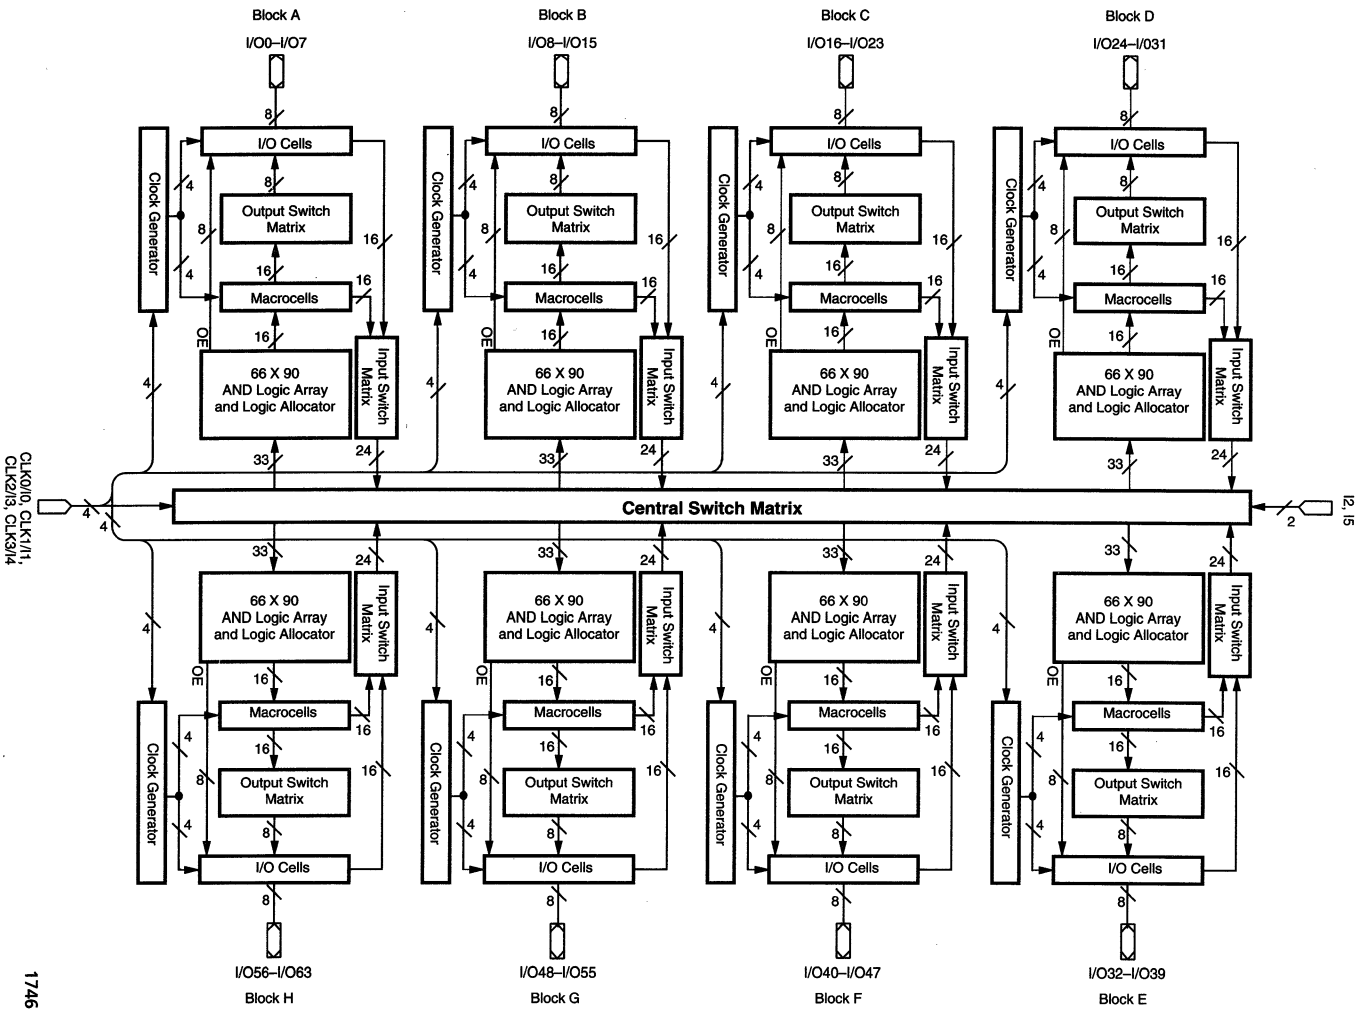 Block A
Block B
Block C
Block D
I/O0–I/O7
I/O8–I/O15
I/O16–I/O23
I/O24–I/031
8
8
8
8
I/O Cells
I/O Cells
I/O Cells
I/O Cells
Clock Generator
4
8
8
Output Switch
Matrix
16
4
16
16
Macrocells
OE
16
66 X 90
AND Logic Array
and Logic Allocator
Input Switch
Matrix
4
33
24
Clock Generator
4
8
8
Output Switch
Matrix
16
4
16
16
Macrocells
OE
16
66 X 90
AND Logic Array
and Logic Allocator
Input Switch
Matrix
4
33
24
Clock Generator
4
8
8
Output Switch
Matrix
16
4
16
16
Macrocells
OE
16
66 X 90
AND Logic Array
and Logic Allocator
Input Switch
Matrix
4
33
24
Clock Generator
4
8
8
Output Switch
Matrix
16
4
16
16
Macrocells
OE
16
66 X 90
AND Logic Array
and Logic Allocator
Input Switch
Matrix
4
33
24
CLK0/I0, CLK1/I1,
CLK2/I3, CLK3/I4
4
4
Central Switch Matrix
2
I2, I5
33
24
66 X 90
AND Logic Array
and Logic Allocator
Input Switch
Matrix
4
OE
16
Macrocells
16
Clock Generator
4
16
8
16
Output Switch
Matrix
4
8
I/O Cells
33
24
66 X 90
AND Logic Array
and Logic Allocator
Input Switch
Matrix
4
OE
16
Macrocells
16
Clock Generator
4
16
8
16
Output Switch
Matrix
4
8
I/O Cells
33
24
66 X 90
AND Logic Array
and Logic Allocator
Input Switch
Matrix
4
OE
16
Macrocells
16
Clock Generator
4
16
8
16
Output Switch
Matrix
4
8
I/O Cells
33
24
66 X 90
AND Logic Array
and Logic Allocator
Input Switch
Matrix
4
OE
16
Macrocells
16
Clock Generator
4
16
8
16
Output Switch
Matrix
4
8
I/O Cells
8
8
8
8
I/O56–I/O63
I/O48–I/O55
I/O40–I/O47
I/O32–I/O39
Block H
Block G
Block F
Block E
1746